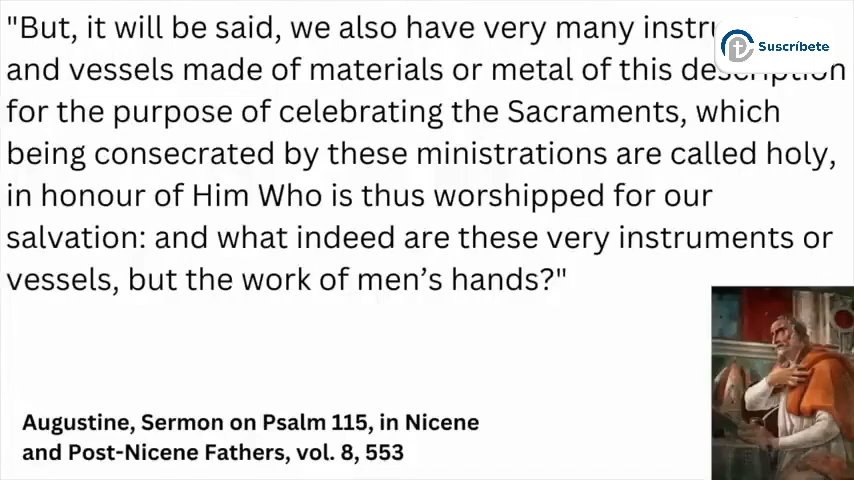 "But, it will be said, we also have very many
Suscríbete
and vessels made of materials or metal of this description
for the purpose of celebrating the Sacraments, which
being consecrated by these ministrations are called holy,
in honour of Him Who is thus worshipped for our
salvation: and what indeed are these very instruments or
vessels, but the work of men’s hands?"
Augustine, Sermon on Psalm 115, in Nicene
and Post-Nicene Fathers, vol. 8, 553